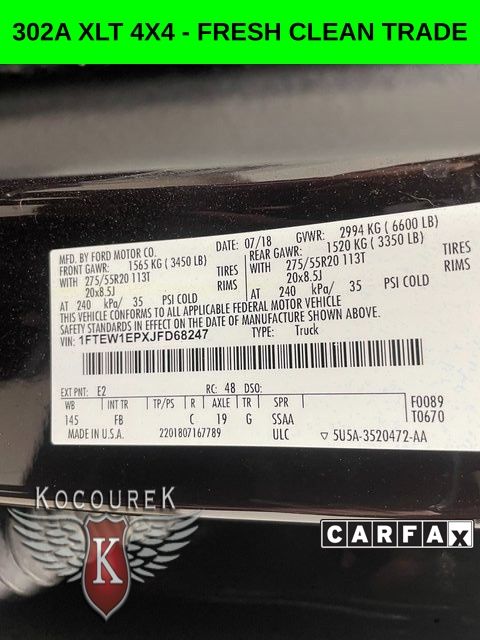 302A XLT 4X4 - FRESH CLEAN TRADE
MFD. BY FORD MOTOR CO. DATE: 07/18 GVWR: 2994 KG ( 6600 LB)
FRONT GAWR: 1565 KG ( 3450 LB) REAR GAWR: 1520 KG ( 3350 LB)
WITH 275/55R20 113T TIRES WITH 275/55R20 113T TIRES
20x8.5J RIMS 20x8.5J RIMS
AT 240 kPa/ 35 PSI COLD AT 240 kPa/ 35 PSI COLD
THIS VEHICLE CONFORMS TO ALL APPLICABLE FEDERAL MOTOR VEHICLE
SAFETY STANDARDS IN EFFECT ON THE DATE OF MANUFACTURE SHOWN ABOVE.
VIN: 1FTEW1EPXJFD68247 TYPE: Truck
EXT PNT: E2 RC: 48 DSO:
WB INT TR TP/PS R AXLE TR SPR F0089
145 FB C 19 G SSAA T0670
MADE IN U.S.A. 2201807167789 ULC ▽ 5U5A-3520472-AA
KOCOUREK
K
CARFAX